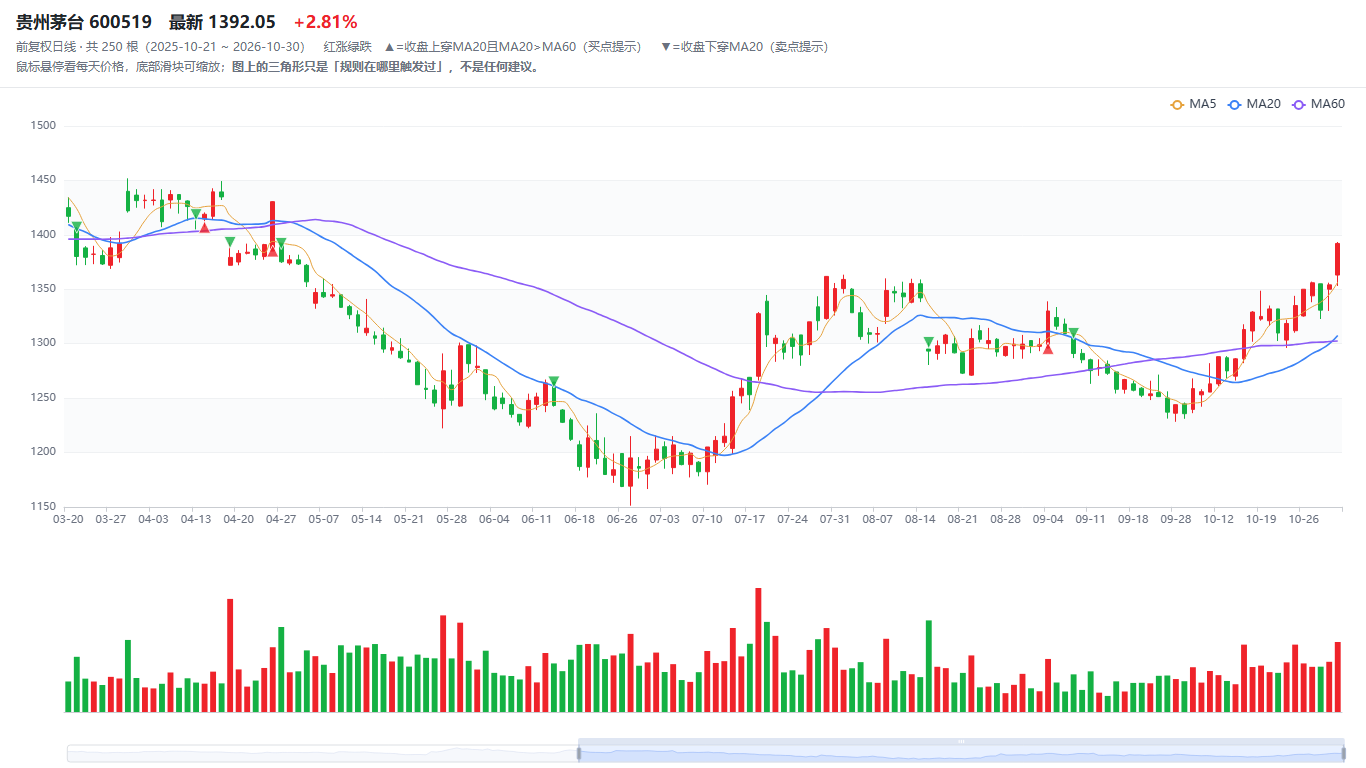 贵州茅台 600519 最新 1392.05 +2.81%
前复权日线 · 共 250 根（2025-10-21 ~ 2026-10-30） 红涨绿跌 ▲=收盘上穿MA20且MA20>MA60（买点提示） ▼=收盘下穿MA20（卖点提示）
鼠标悬停看每天价格，底部滑块可缩放；图上的三角形只是「规则在哪里触发过」，不是任何建议。
MA5 MA20 MA60
1500
1450
1400
1350
1300
1250
1200
1150
03-20 03-27 04-03 04-13 04-20 04-27 05-07 05-14 05-21 05-28 06-04 06-11 06-18 06-26 07-03 07-10 07-17 07-24 07-31 08-07 08-14 08-21 08-28 09-04 09-11 09-18 09-28 10-12 10-19 10-26